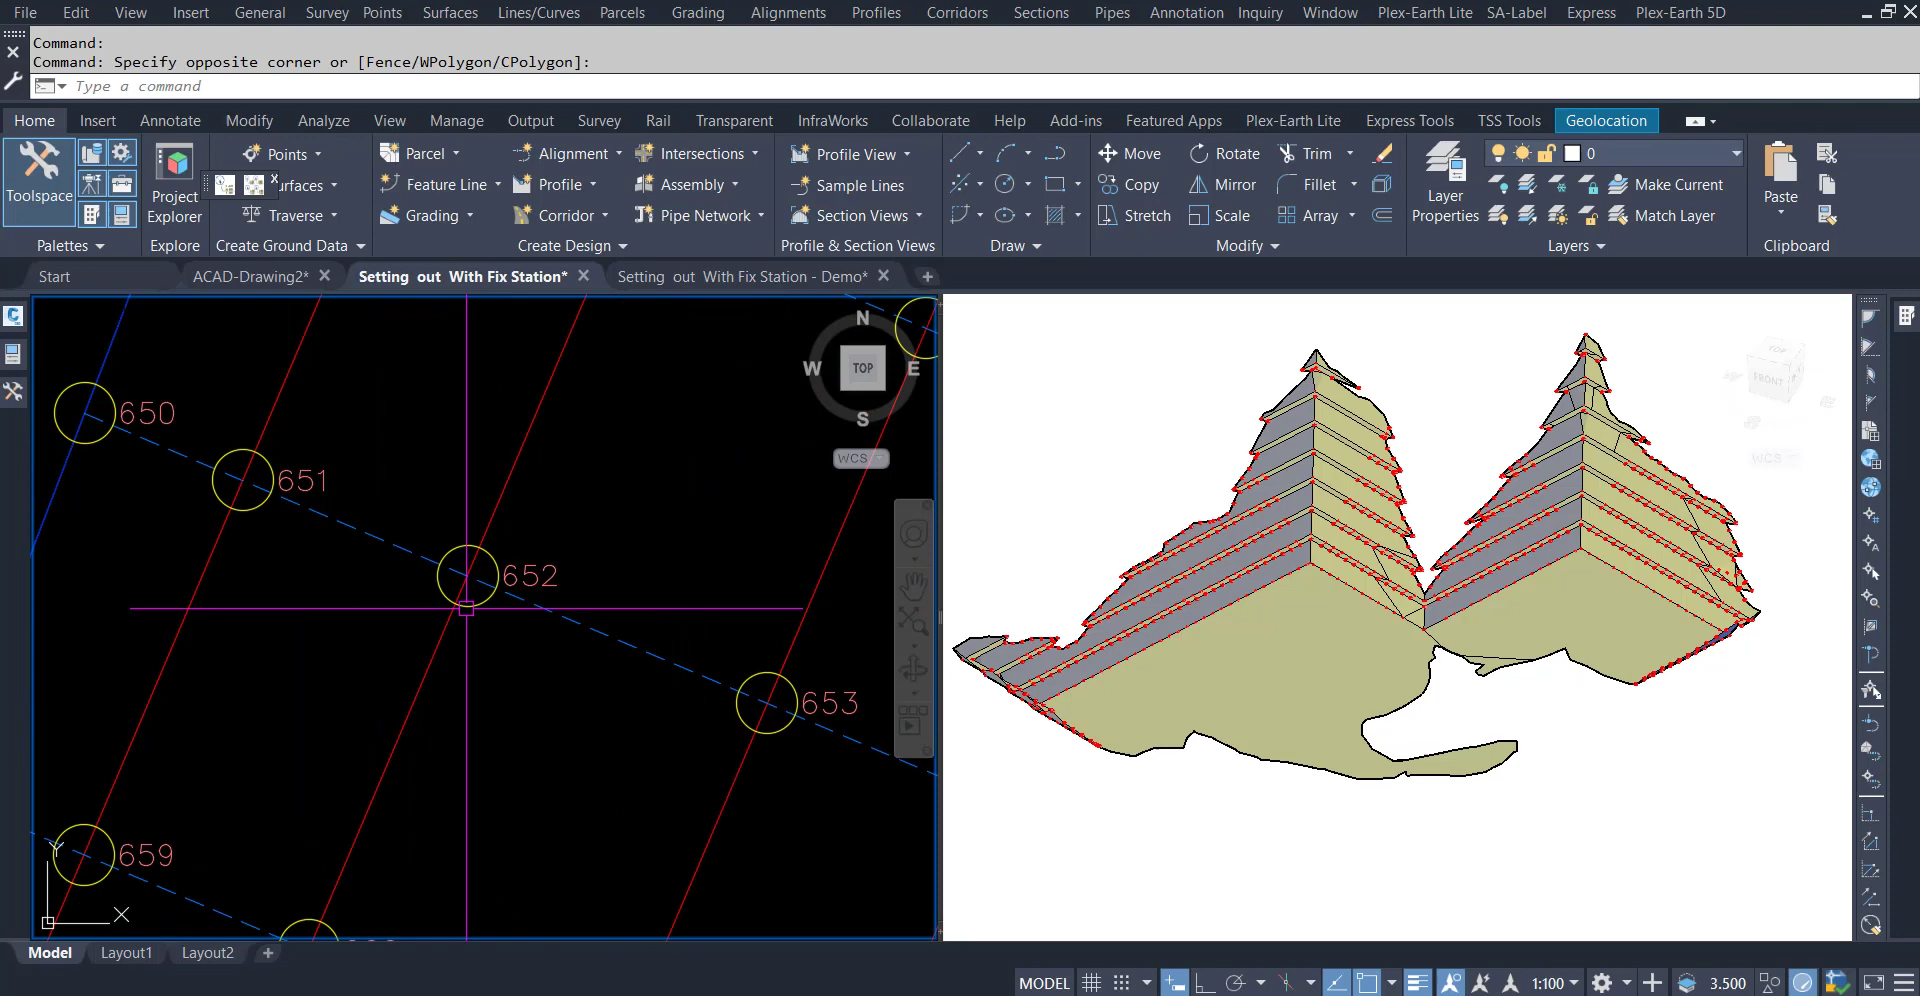 File Edit View Insert General Survey Points Surfaces Lines/Curves Parcels Grading Alignments Profiles Corridors Sections Pipes Annotation Inquiry Window Plex-Earth Lite SA-Label Express Plex-Earth 5D
Command:
Command: Specify opposite corner or [Fence/WPolygon/CPolygon]:
Type a command
Home Insert Annotate Modify Analyze View Manage Output Survey Rail Transparent InfraWorks Collaborate Help Add-ins Featured Apps Plex-Earth Lite Express Tools TSS Tools Geolocation
Points Parcel Alignment Intersections Profile View Move Rotate Trim 0
Toolspace Project Explorer urfaces Feature Line Profile Assembly Sample Lines Copy Mirror Fillet Layer Properties Make Current Paste
Traverse Grading Corridor Pipe Network Section Views Stretch Scale Array Match Layer
Palettes Explore Create Ground Data Create Design Profile & Section Views Draw Modify Layers Clipboard
Start ACAD-Drawing2* Setting out With Fix Station* Setting out With Fix Station - Demo*
N
W TOP E
S
WCS
TOP
FRONT
WCS
650
651
652
653
659
Y
X
Model Layout1 Layout2
MODEL 1:100 3.500